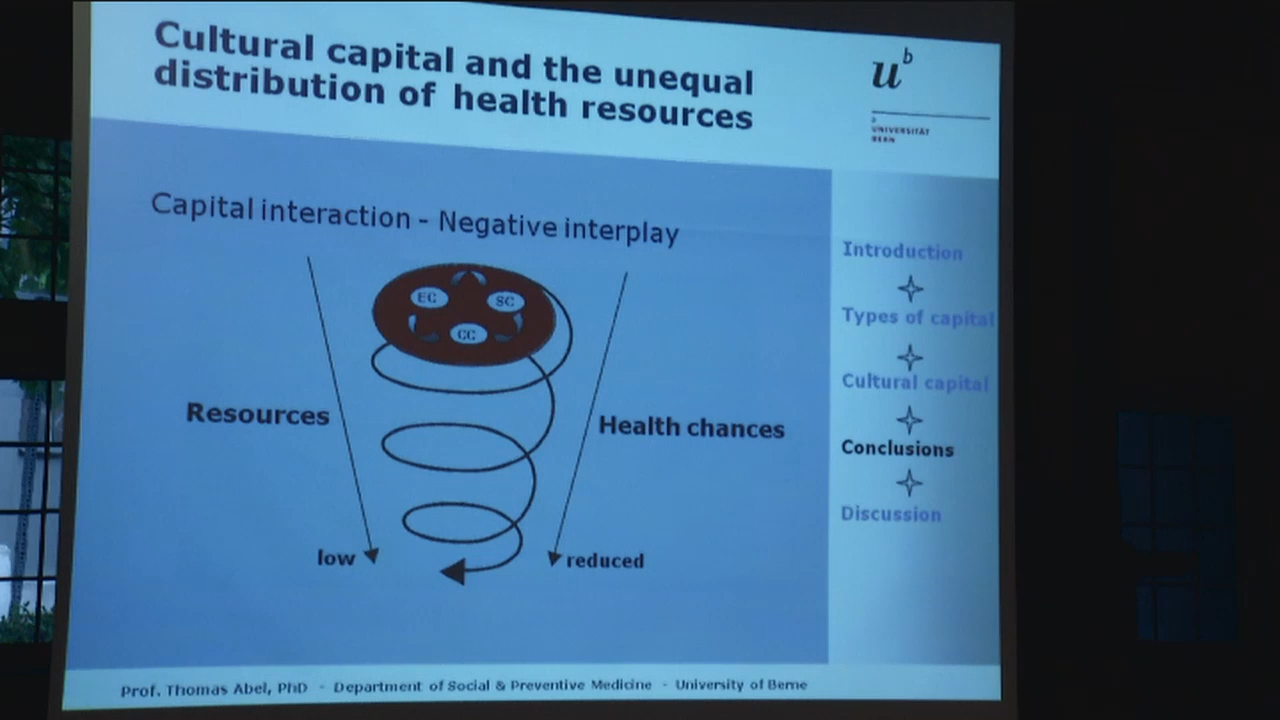 Cultural capital and the unequal
distribution of health resources
u^b
UNIVERSITÄT
BERN
Capital interaction - Negative interplay
EC
SC
CC
Resources
Health chances
low
reduced
Introduction
Types of capital
Cultural capital
Conclusions
Discussion
Prof. Thomas Abel, PhD - Department of Social & Preventive Medicine - University of Berne